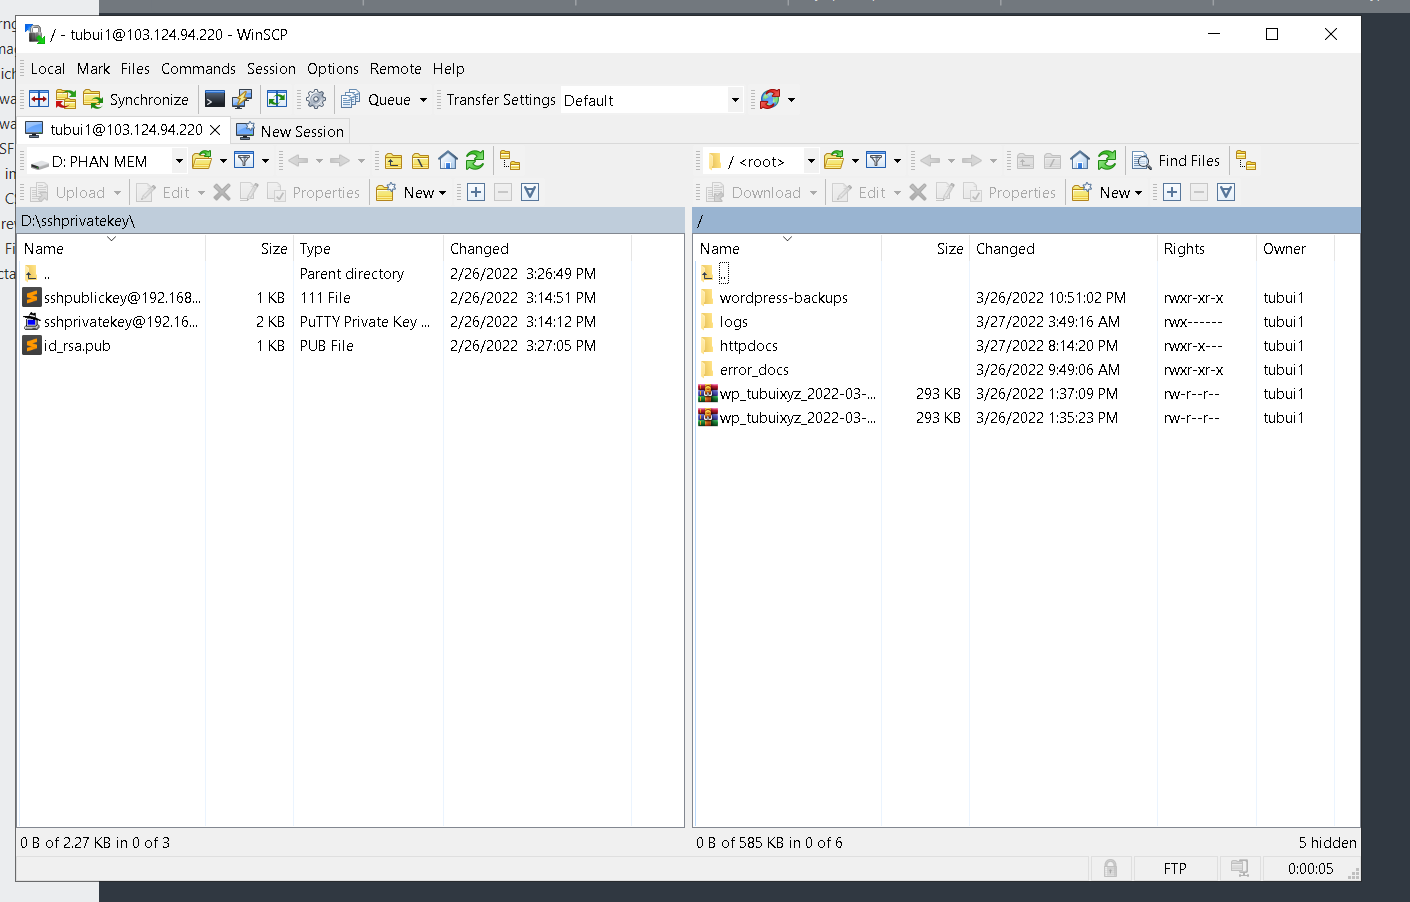 / - tubui1@103.124.94.220 - WinSCP
Local Mark Files Commands Session Options Remote Help
Synchronize Queue Transfer Settings Default
tubui1@103.124.94.220 New Session
D: PHAN MEM
/ <root> Find Files
Upload Edit Properties New
Download Edit Properties New
D:\sshprivatekey\
/
Name Size Type Changed
.. Parent directory 2/26/2022 3:26:49 PM
sshpublickey@192.168... 1 KB 111 File 2/26/2022 3:14:51 PM
sshprivatekey@192.16... 2 KB PuTTY Private Key ... 2/26/2022 3:14:12 PM
id_rsa.pub 1 KB PUB File 2/26/2022 3:27:05 PM
Name Size Changed Rights Owner
..
wordpress-backups 3/26/2022 10:51:02 PM rwxr-xr-x tubui1
logs 3/27/2022 3:49:16 AM rwx------ tubui1
httpdocs 3/27/2022 8:14:20 PM rwxr-x--- tubui1
error_docs 3/26/2022 9:49:06 AM rwxr-xr-x tubui1
wp_tubuixyz_2022-03-... 293 KB 3/26/2022 1:37:09 PM rw-r--r-- tubui1
wp_tubuixyz_2022-03-... 293 KB 3/26/2022 1:35:23 PM rw-r--r-- tubui1
0 B of 2.27 KB in 0 of 3
0 B of 585 KB in 0 of 6 5 hidden
FTP 0:00:05